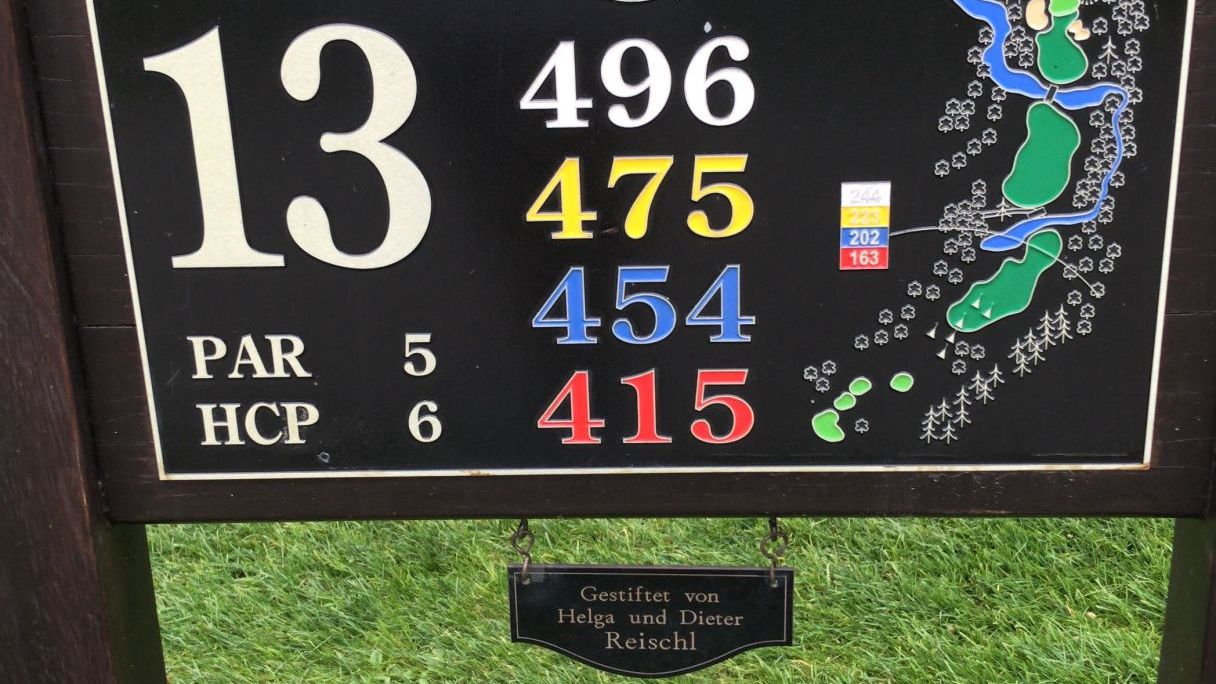 13
PAR 5
HCP 6
496
475
454
415
244
223
202
163
Gestiftet von
Helga und Dieter
Reischl